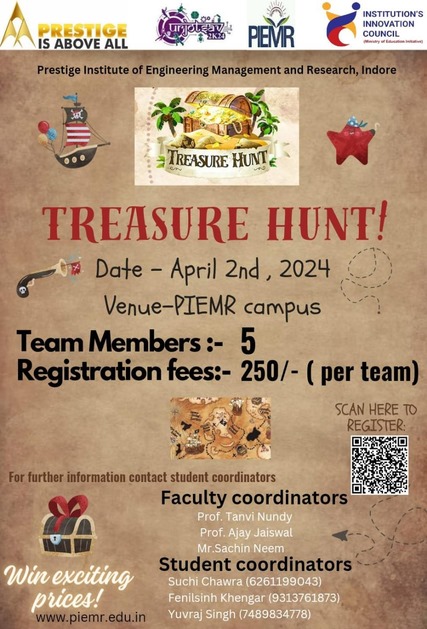 PRESTIGE
IS ABOVE ALL
Urjotsav
2K24
PIEMR
INSTITUTION'S
INNOVATION
COUNCIL
(Ministry of Education Initiative)
Prestige Institute of Engineering Management and Research, Indore
TREASURE HUNT
TREASURE HUNT!
Date - April 2nd , 2024
Venue-PIEMR campus
Team Members :- 5
Registration fees:- 250/- ( per team)
SCAN HERE TO
REGISTER:
For further information contact student coordinators
Faculty coordinators
Prof. Tanvi Nundy
Prof. Ajay Jaiswal
Mr.Sachin Neem
Student coordinators
Suchi Chawra (6261199043)
Fenilsinh Khengar (9313761873)
Yuvraj Singh (7489834778)
Win exciting
prizes!
www.piemr.edu.in